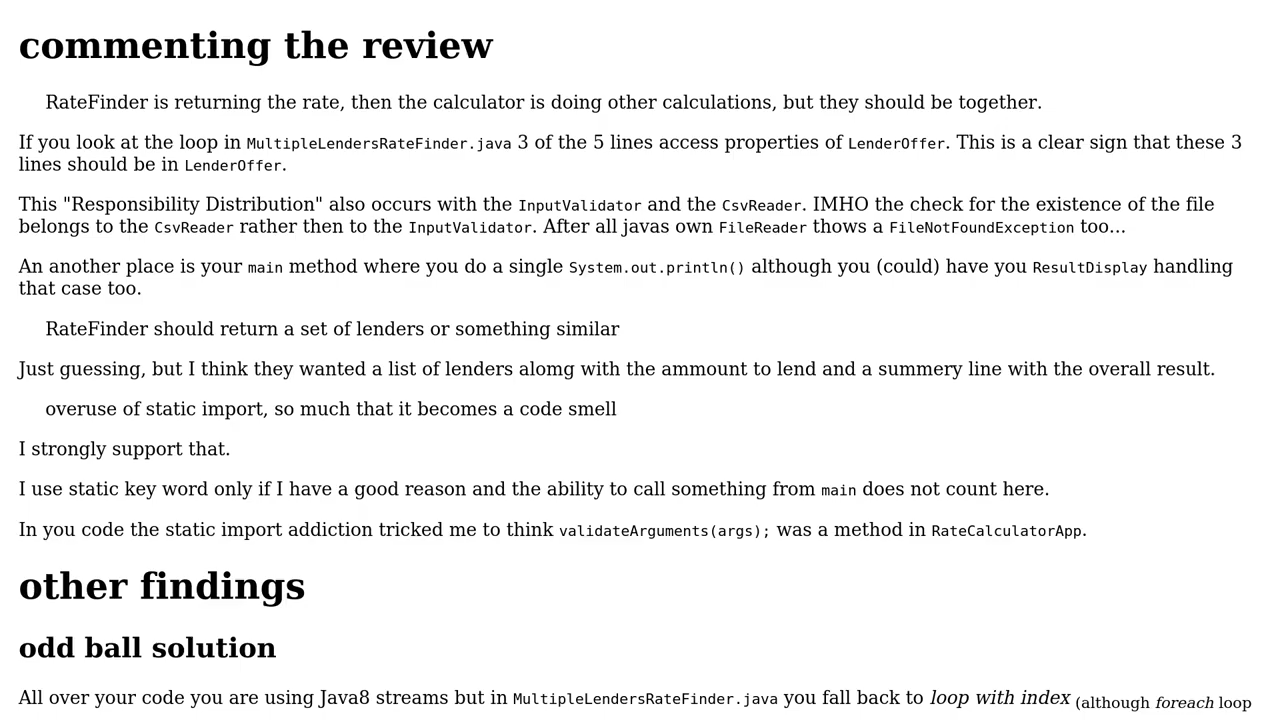 commenting the review
RateFinder is returning the rate, then the calculator is doing other calculations, but they should be together.
If you look at the loop in MultipleLendersRateFinder.java 3 of the 5 lines access properties of LenderOffer. This is a clear sign that these 3
lines should be in LenderOffer.
This "Responsibility Distribution" also occurs with the InputValidator and the CsvReader. IMHO the check for the existence of the file
belongs to the CsvReader rather then to the InputValidator. After all javas own FileReader thows a FileNotFoundException too...
An another place is your main method where you do a single System.out.println() although you (could) have you ResultDisplay handling
that case too.
RateFinder should return a set of lenders or something similar
Just guessing, but I think they wanted a list of lenders alomg with the ammount to lend and a summery line with the overall result.
overuse of static import, so much that it becomes a code smell
I strongly support that.
I use static key word only if I have a good reason and the ability to call something from main does not count here.
In you code the static import addiction tricked me to think validateArguments(args); was a method in RateCalculatorApp.
other findings
odd ball solution
All over your code you are using Java8 streams but in MultipleLendersRateFinder.java you fall back to loop with index (although foreach loop